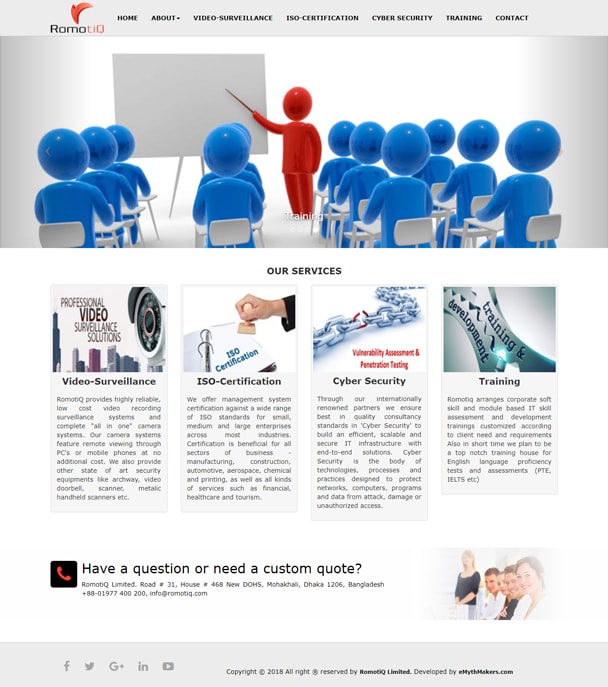 RomotiQ
HOME ABOUT VIDEO-SURVEILLANCE ISO-CERTIFICATION CYBER SECURITY TRAINING CONTACT
Training
OUR SERVICES
PROFESSIONAL
VIDEO
SURVEILLANCE
SOLUTIONS
Video-Surveillance
RomotiQ provides highly reliable,
low cost video recording
surveillance systems and
complete "all in one" camera
systems. Our camera systems
feature remote viewing through
PC's or mobile phones at no
additional cost. We also provide
other state of art security
equipments like archway, video
doorbell, scanner, metalic
handheld scanners etc.
ISO
Certification
ISO-Certification
We offer management system
certification against a wide range
of ISO standards for small,
medium and large enterprises
across most industries.
Certification is beneficial for all
sectors of business -
manufacturing, construction,
automotive, aerospace, chemical
and printing, as well as all kinds
of services such as financial,
healthcare and tourism.
Vulnerability Assessment &
Penetration Testing
Cyber Security
Through our internationally
renowned partners we ensure
best in quality consultancy
standards in 'Cyber Security' to
build an efficient, scalable and
secure IT infrastructure with
end-to-end solutions. Cyber
Security is the body of
technologies, processes and
practices designed to protect
networks, computers, programs
and data from attack, damage or
unauthorized access.
training &
development
Training
Romotiq arranges corporate soft
skill and module based IT skill
assessment and development
trainings customized according
to client need and requirements
Also in short time we plan to be
a top notch training house for
English language proficiency
tests and assessments (PTE,
IELTS etc)
Have a question or need a custom quote?
RomotiQ Limited. Road # 31, House # 468 New DOHS, Mohakhali, Dhaka 1206, Bangladesh
+88-01977 400 200, info@romotiq.com
Copyright © 2018 All right ® reserved by RomotiQ Limited. Developed by eMythMakers.com